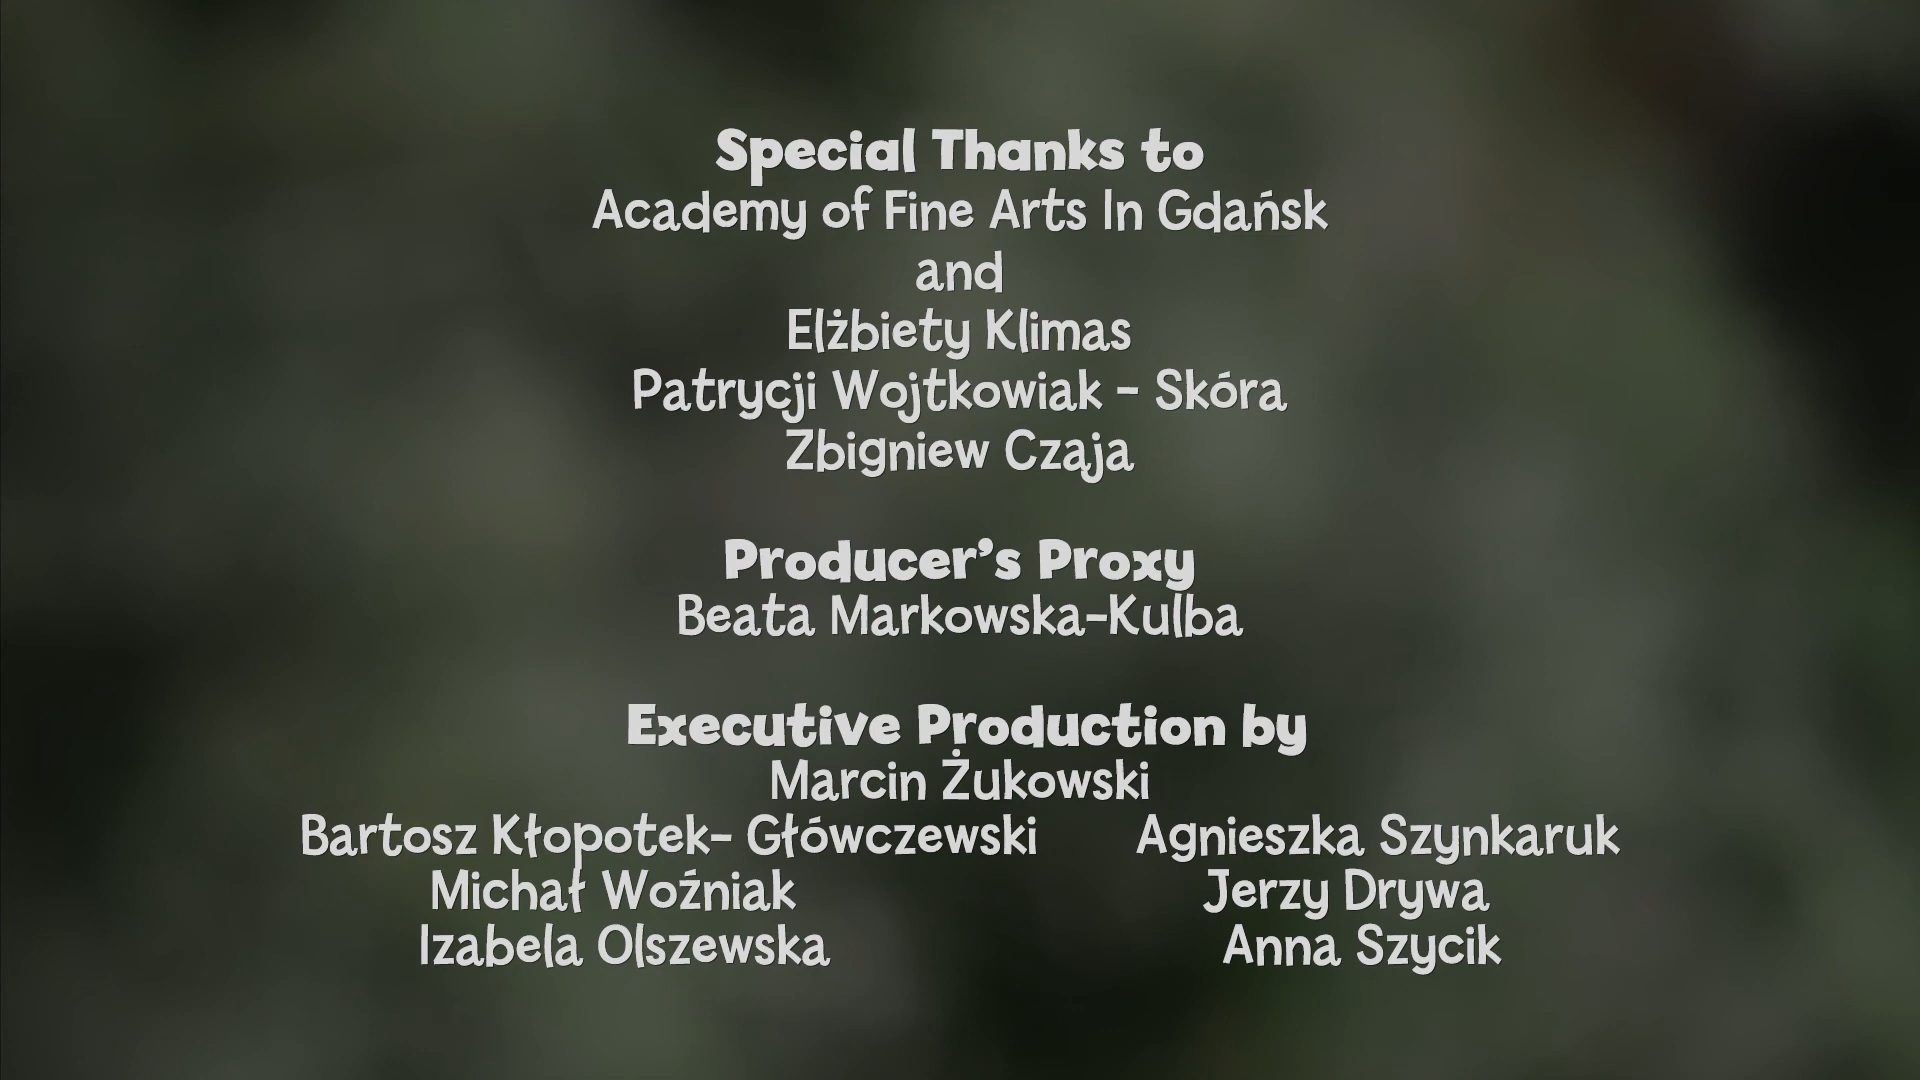 Special Thanks to
Academy of Fine Arts In Gdańsk
and
Elżbiety Klimas
Patrycji Wojtkowiak - Skóra
Zbigniew Czaja
Producer's Proxy
Beata Markowska-Kulba
Executive Production by
Marcin Żukowski
Bartosz Kłopotek- Główczewski Agnieszka Szynkaruk
Michał Woźniak Jerzy Drywa
Izabela Olszewska Anna Szycik